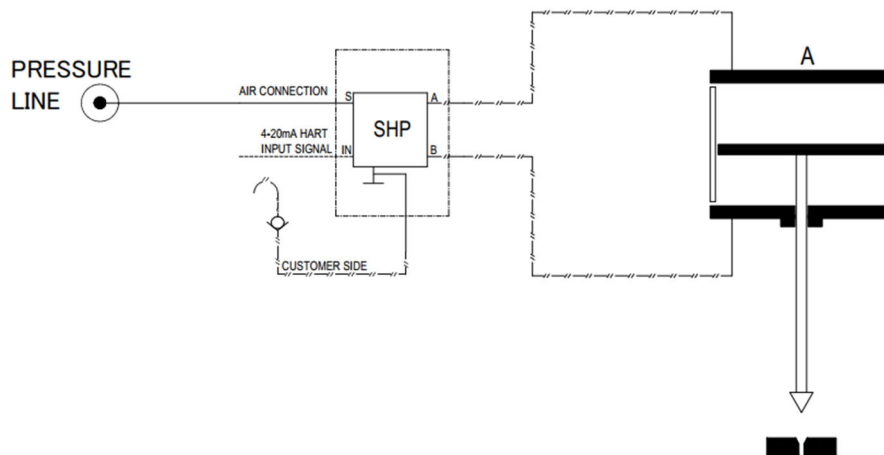 PRESSURE
LINE
AIR CONNECTION
4-20mA HART
INPUT SIGNAL
S
IN
SHP
A
B
CUSTOMER SIDE
A